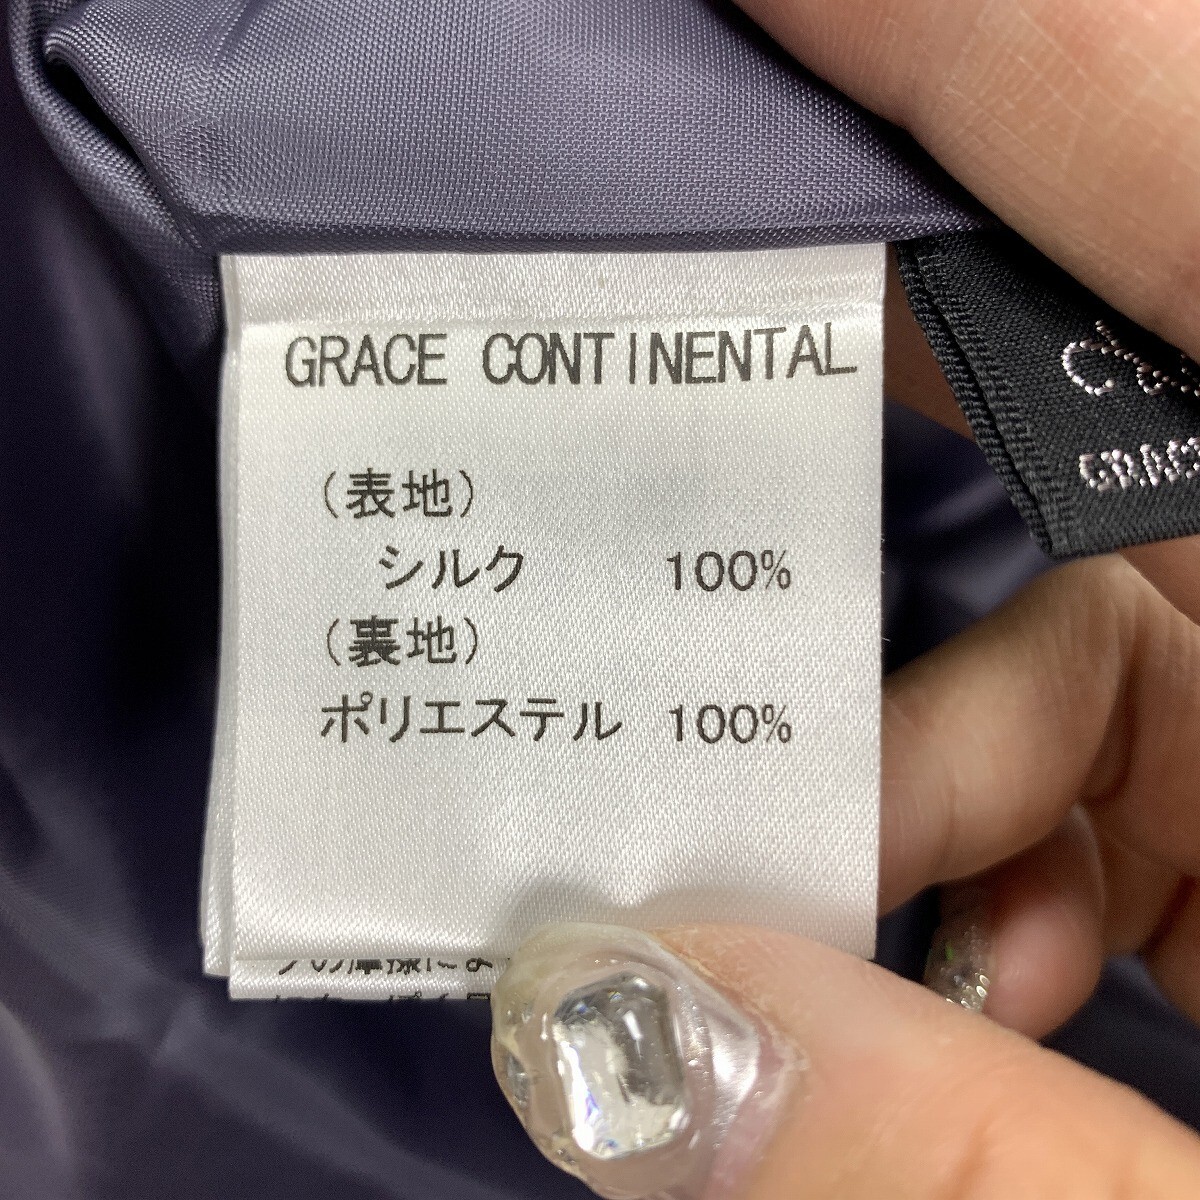 GRACE CONTINENTAL
(表地)
シルク 100%
(裏地)
ポリエステル 100%